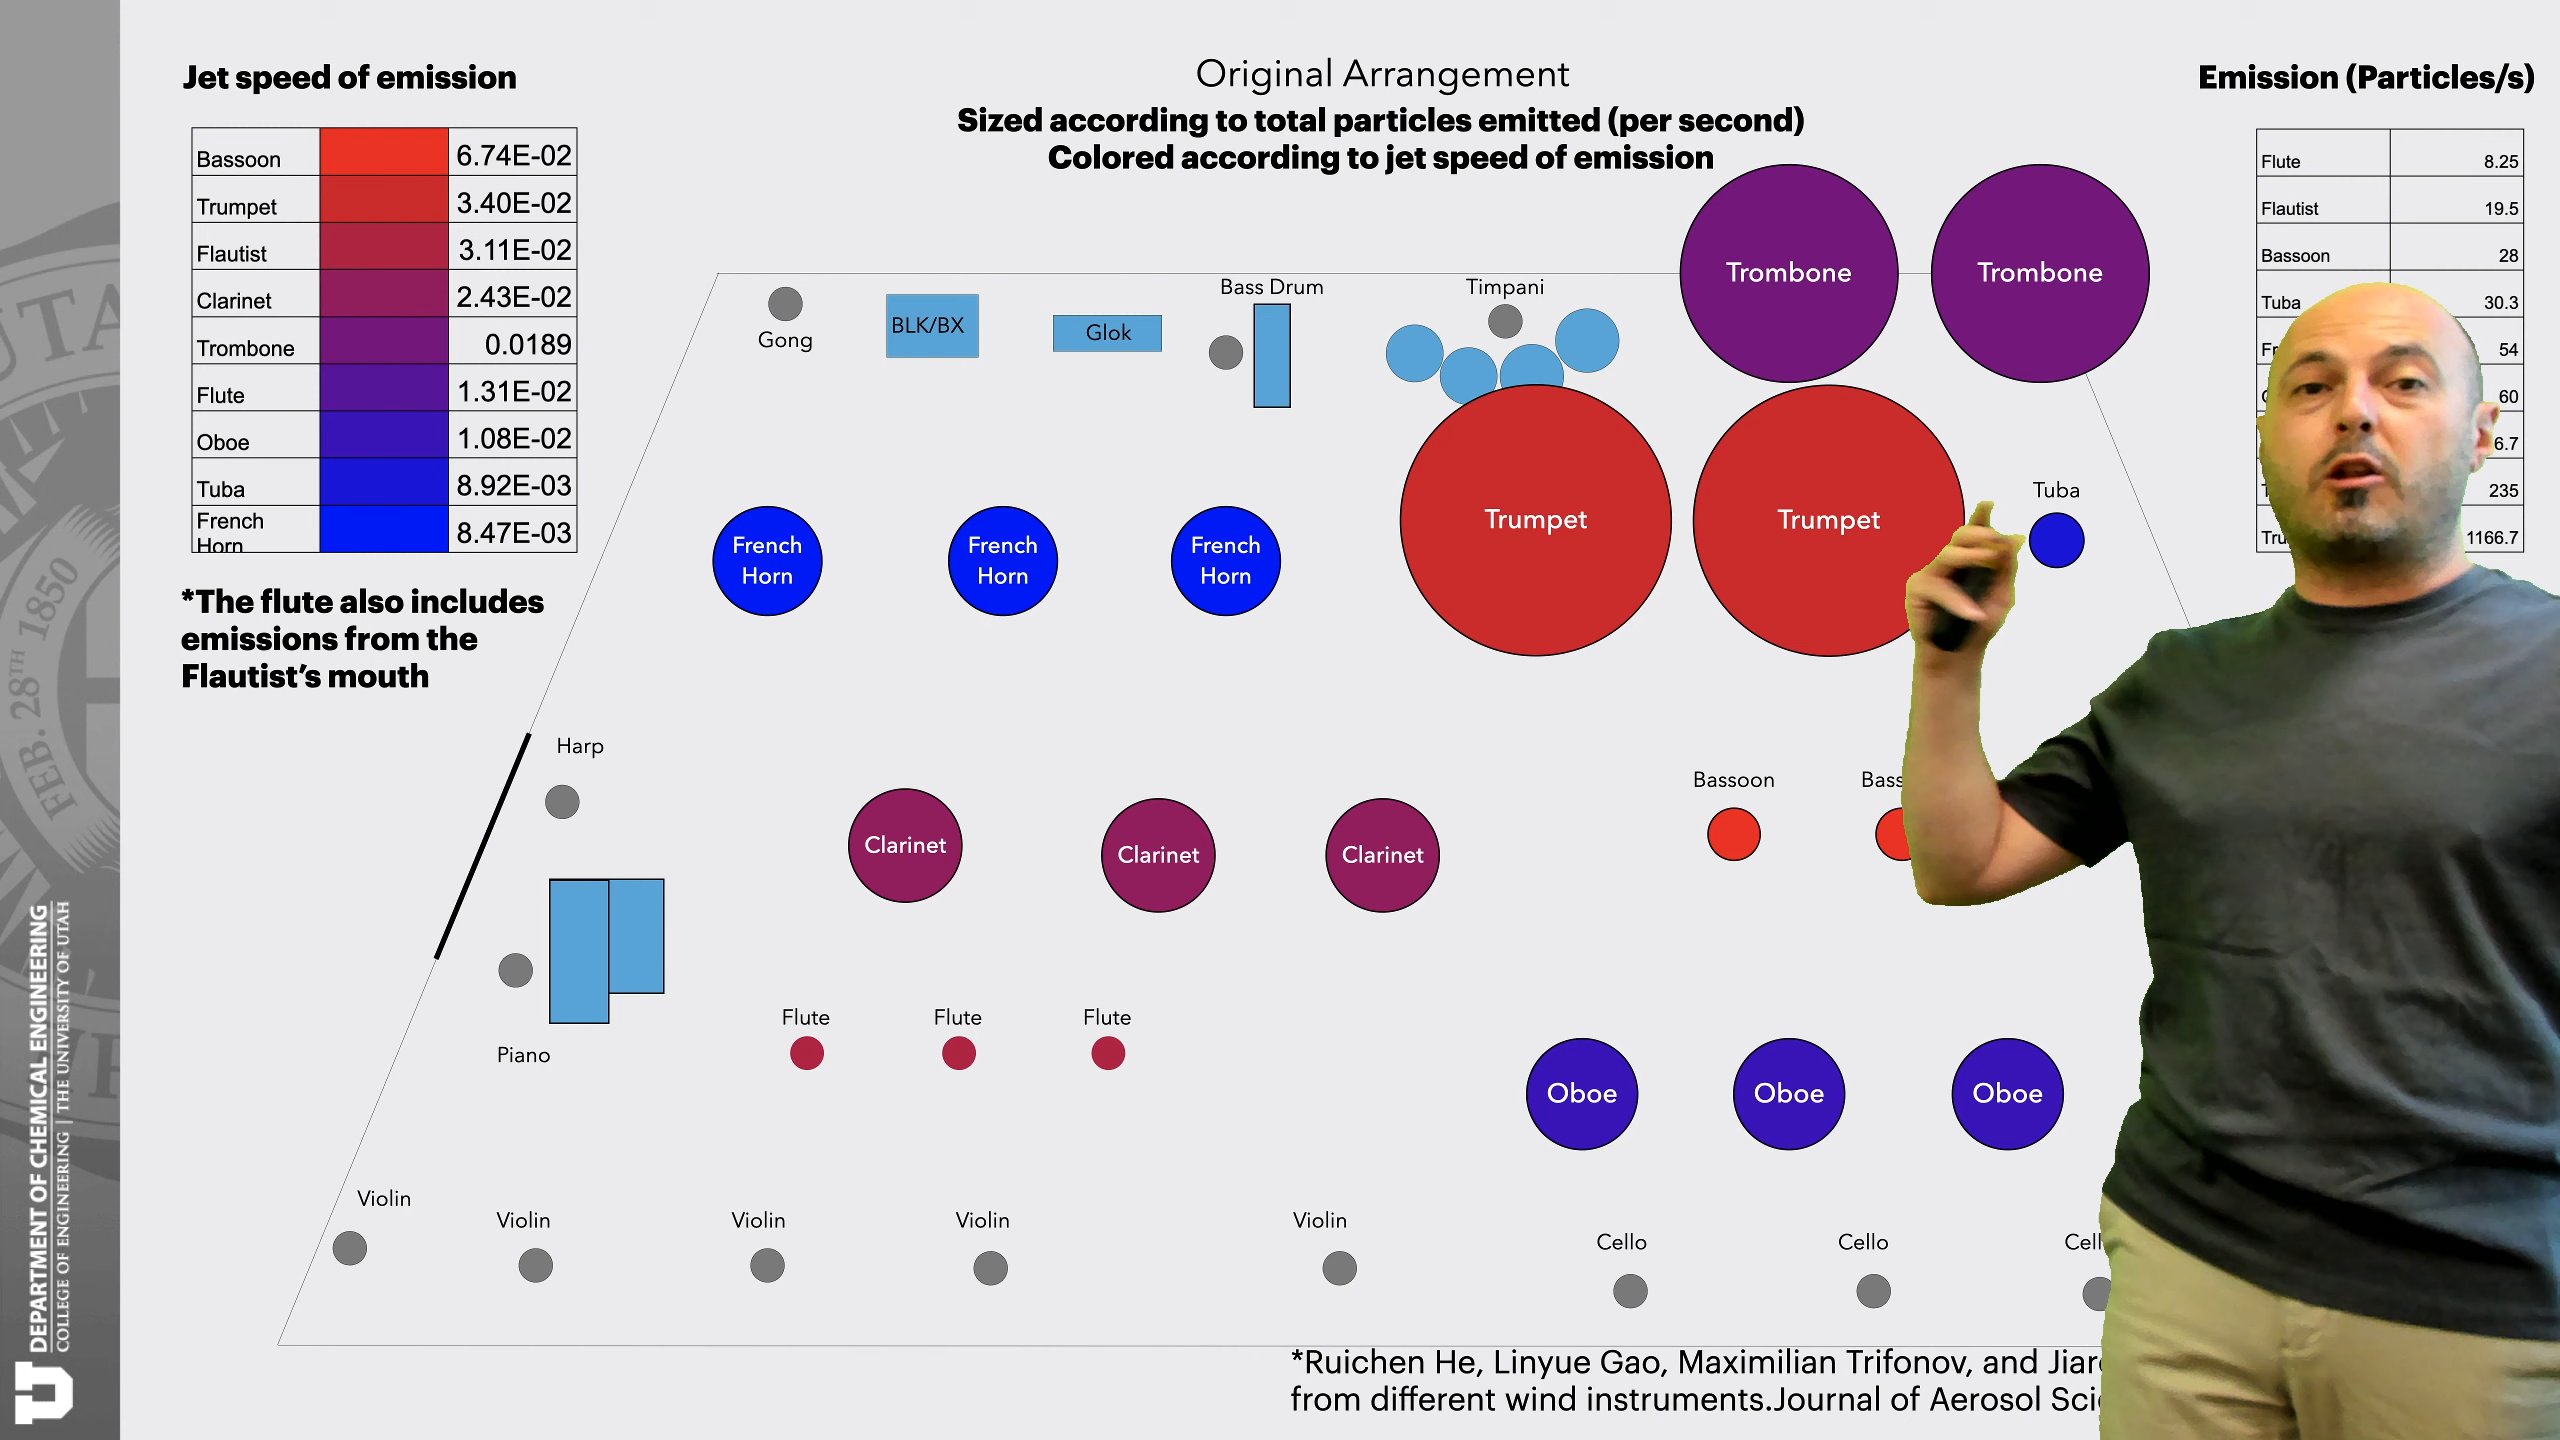 Jet speed of emission
Original Arrangement
Sized according to total particles emitted (per second)
Colored according to jet speed of emission
Emission (Particles/s)
Bassoon 6.74E-02
Trumpet 3.40E-02
Flautist 3.11E-02
Clarinet 2.43E-02
Trombone 0.0189
Flute 1.31E-02
Oboe 1.08E-02
Tuba 8.92E-03
French
Horn 8.47E-03
*The flute also includes
emissions from the
Flautist's mouth
Flute 8.25
Flautist 19.5
Bassoon 28
Tuba 30.3
54
60
6.7
235
1166.7
Trombone Trombone
Gong
BLK/BX
Glok
Bass Drum
Timpani
Trumpet Trumpet
Tuba
French
Horn
French
Horn
French
Horn
Harp
Clarinet Clarinet Clarinet
Bassoon
Piano
Flute Flute Flute
Oboe Oboe Oboe
Violin Violin Violin Violin Violin
Cello Cello
*Ruichen He, Linyue Gao, Maximilian Trifonov, and
from different wind instruments.Journal of Aerosol
FEB. 28TH 1850
DEPARTMENT OF CHEMICAL ENGINEERING
COLLEGE OF ENGINEERING | THE UNIVERSITY OF UTAH